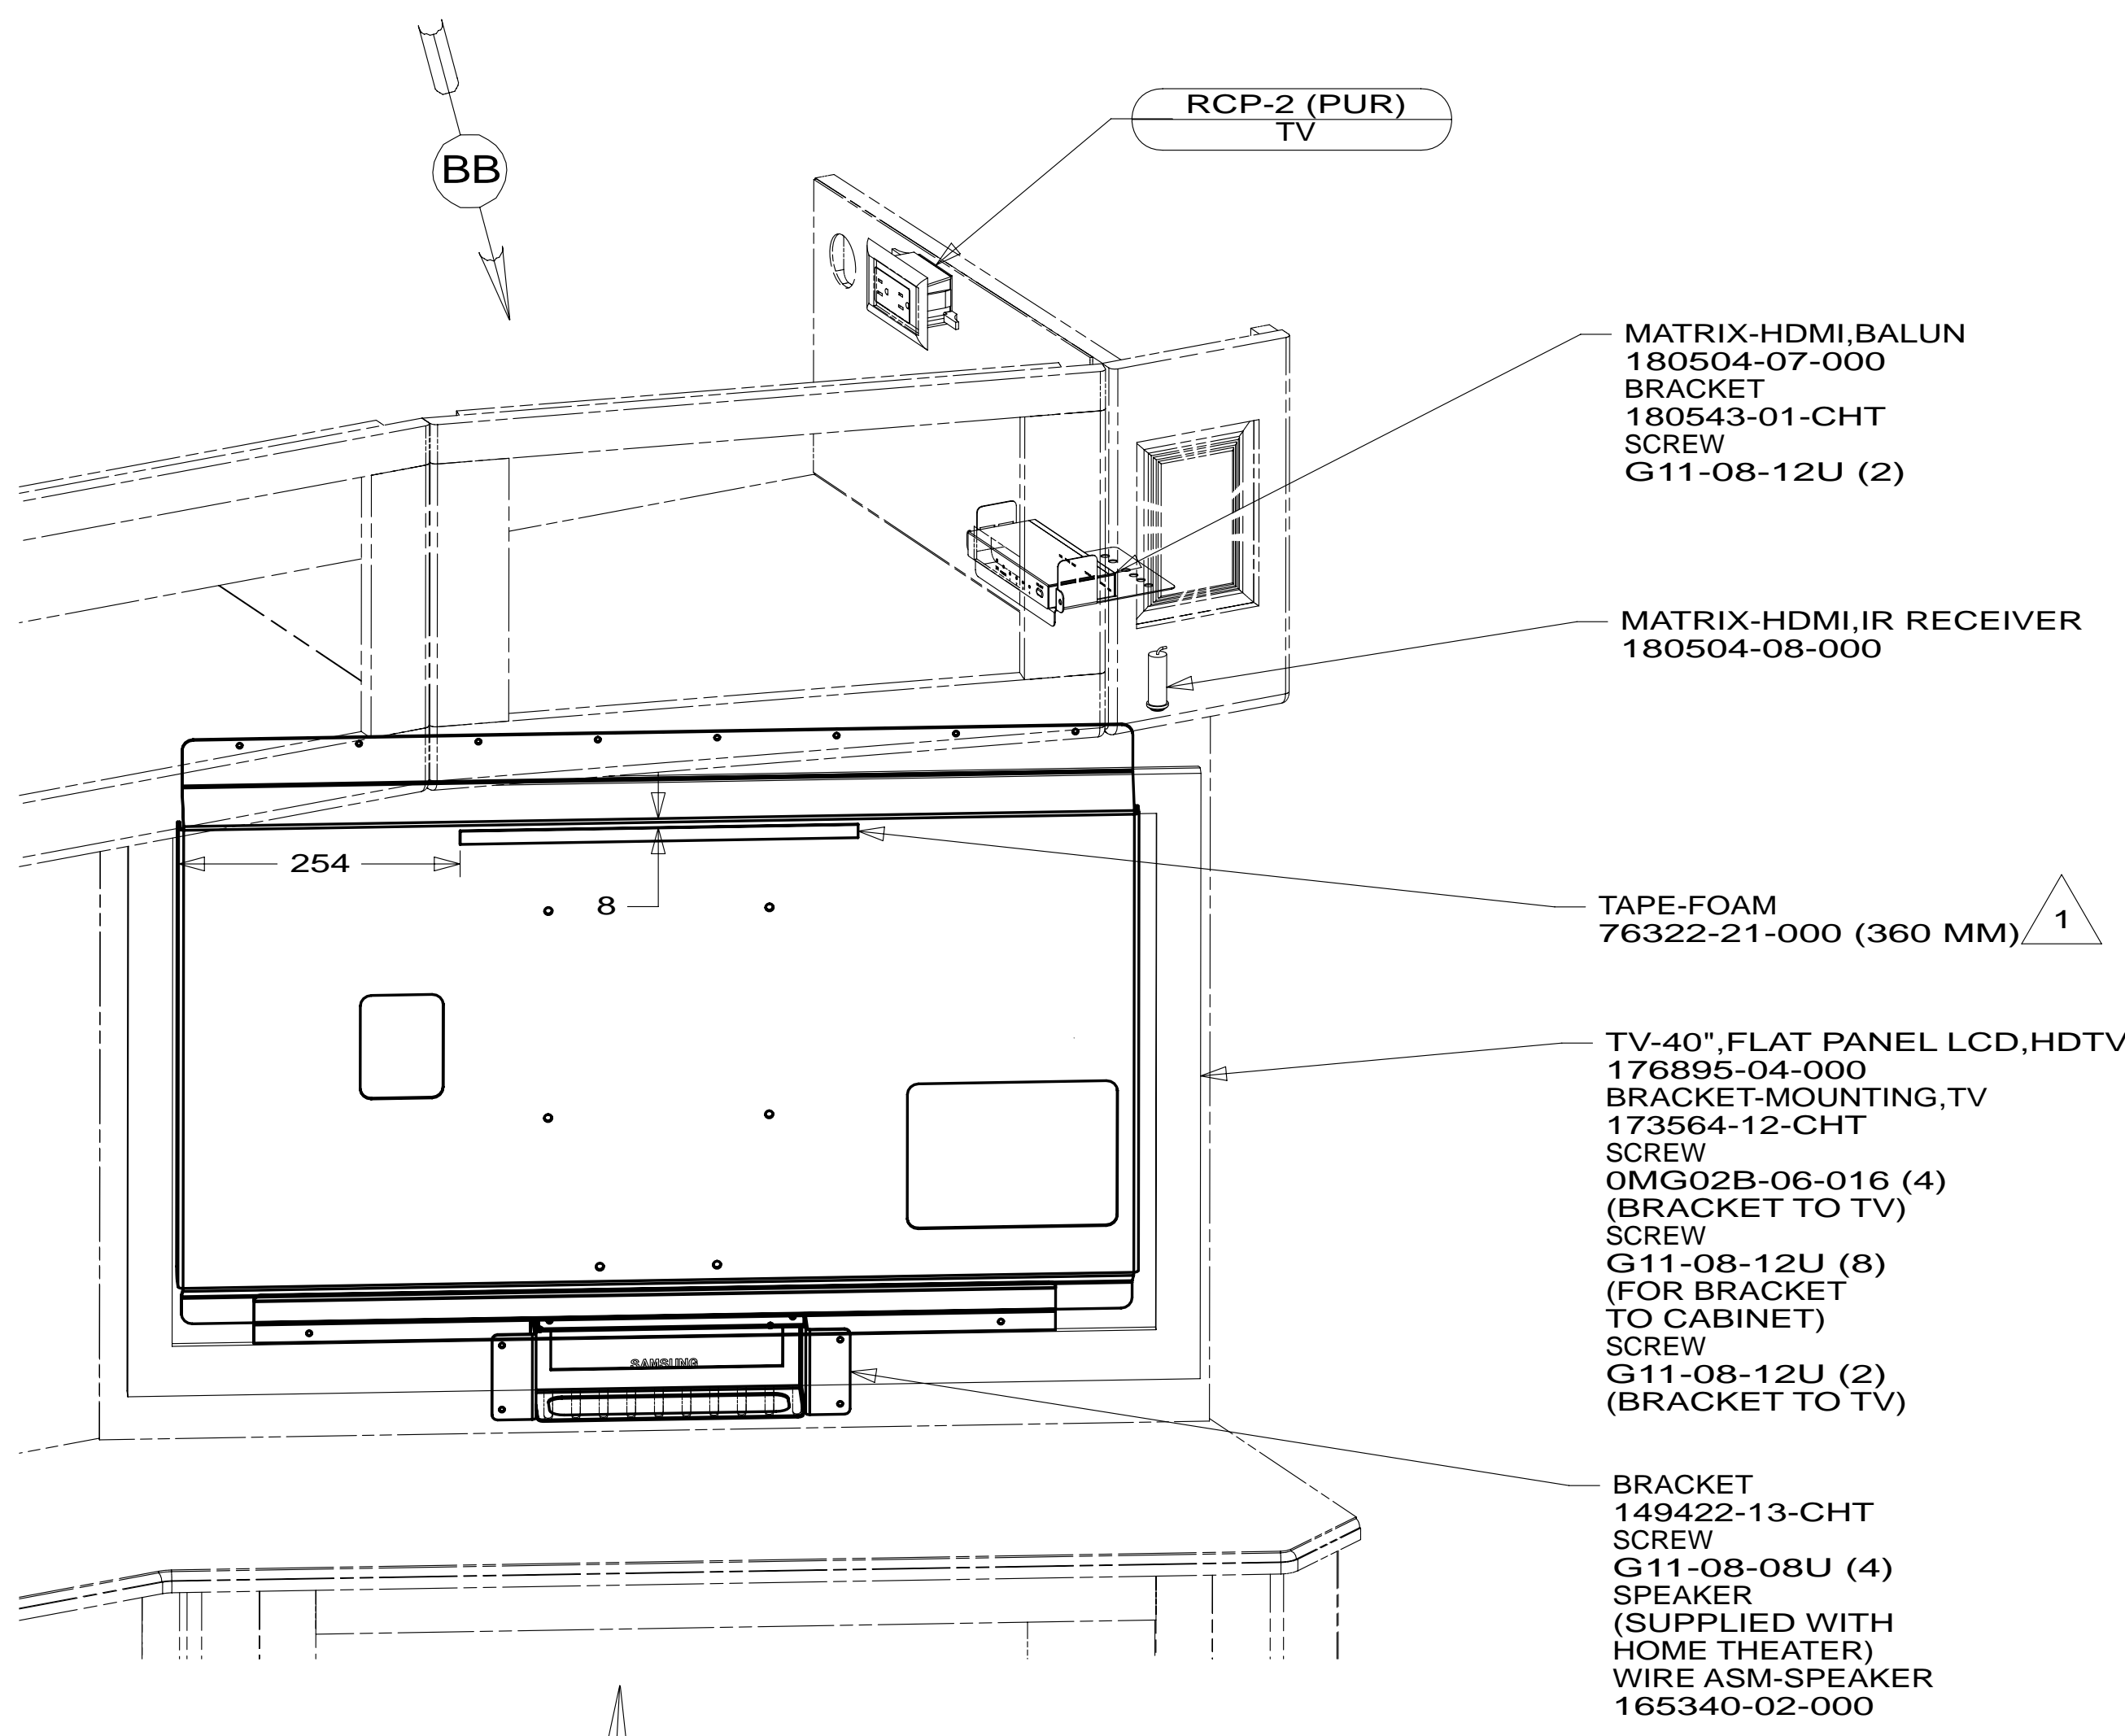 RCP-2 (PUR)
TV
BB
MATRIX-HDMI,BALUN
180504-07-000
BRACKET
180543-01-CHT
SCREW
G11-08-12U (2)
MATRIX-HDMI,IR RECEIVER
180504-08-000
254
8
TAPE-FOAM
76322-21-000 (360 MM)
1
TV-40",FLAT PANEL LCD,HDTV
176895-04-000
BRACKET-MOUNTING,TV
173564-12-CHT
SCREW
0MG02B-06-016 (4)
(BRACKET TO TV)
SCREW
G11-08-12U (8)
(FOR BRACKET
TO CABINET)
SCREW
G11-08-12U (2)
(BRACKET TO TV)
SAMSUNG
BRACKET
149422-13-CHT
SCREW
G11-08-08U (4)
SPEAKER
(SUPPLIED WITH
HOME THEATER)
WIRE ASM-SPEAKER
165340-02-000